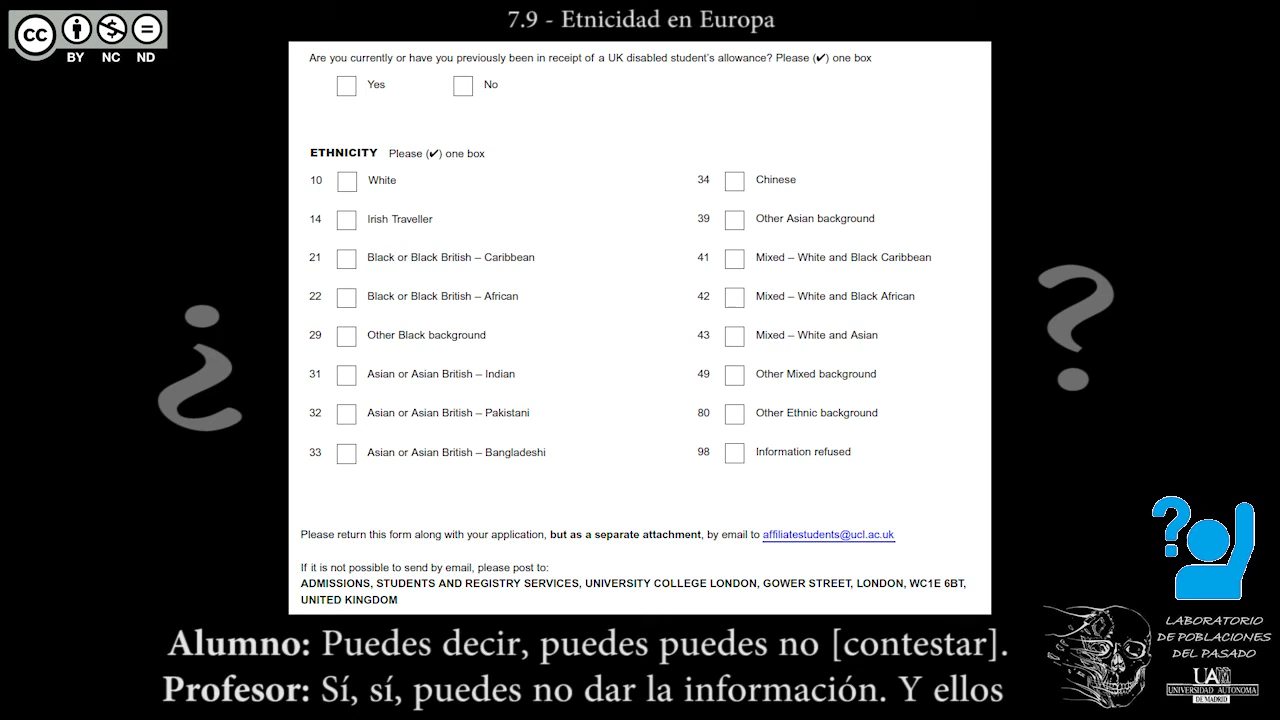 7.9 - Etnicidad en Europa
cc
BY NC ND
Are you currently or have you previously been in receipt of a UK disabled student's allowance? Please (✔) one box
Yes No
ETHNICITY Please (✔) one box
10 White
14 Irish Traveller
21 Black or Black British – Caribbean
22 Black or Black British – African
29 Other Black background
31 Asian or Asian British – Indian
32 Asian or Asian British – Pakistani
33 Asian or Asian British – Bangladeshi
34 Chinese
39 Other Asian background
41 Mixed – White and Black Caribbean
42 Mixed – White and Black African
43 Mixed – White and Asian
49 Other Mixed background
80 Other Ethnic background
98 Information refused
¿ ?
Please return this form along with your application, but as a separate attachment, by email to affiliatestudents@ucl.ac.uk
If it is not possible to send by email, please post to:
ADMISSIONS, STUDENTS AND REGISTRY SERVICES, UNIVERSITY COLLEGE LONDON, GOWER STREET, LONDON, WC1E 6BT,
UNITED KINGDOM
?
Alumno: Puedes decir, puedes puedes no [contestar].
Profesor: Sí, sí, puedes no dar la información. Y ellos
LABORATORIO
DE POBLACIONES
DEL PASADO
UAM
UNIVERSIDAD AUTONOMA
DE MADRID